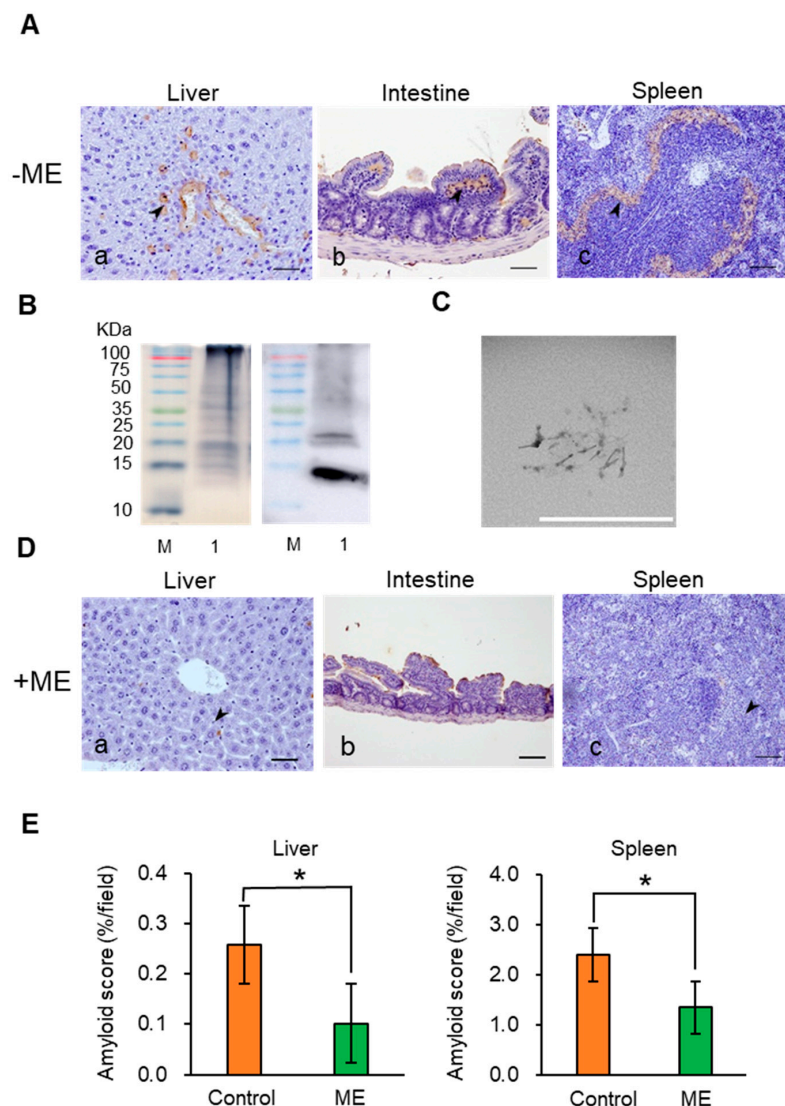 A
Liver Intestine Spleen
-ME
a b c
B
C
KDa
100
75
50
35
25
20
15
10
M 1 M 1
D
Liver Intestine Spleen
+ME
a b c
E
Liver Spleen
Amyloid score (%/field)
0.4
0.3
0.2
0.1
0.0
*
Control ME
Amyloid score (%/field)
4.0
3.0
2.0
1.0
0.0
*
Control ME